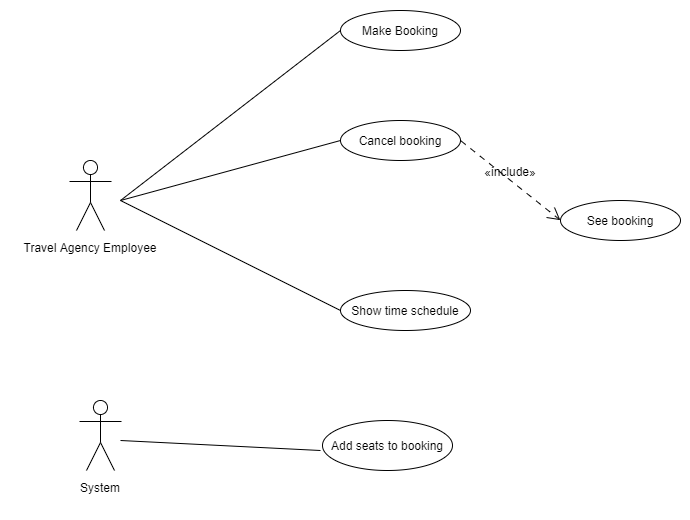 Make Booking
Cancel booking
«include»
See booking
Travel Agency Employee
Show time schedule
Add seats to booking
System